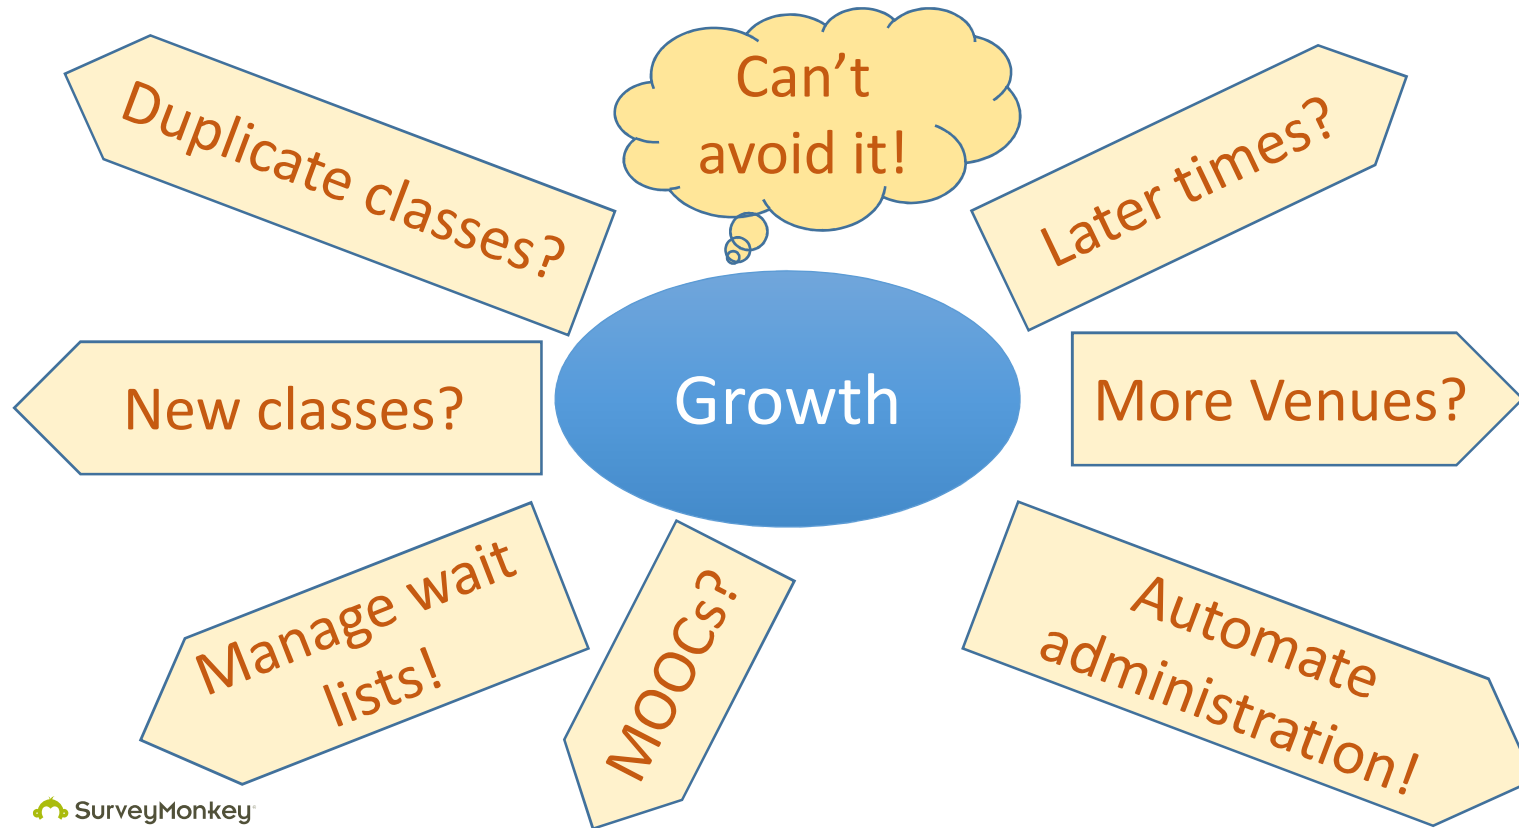 Can’t
avoid it!
Duplicate classes?
Later times?
New classes?
Growth
More Venues?
Manage wait
lists!
MOOCs?
Automate
administration!
SurveyMonkey